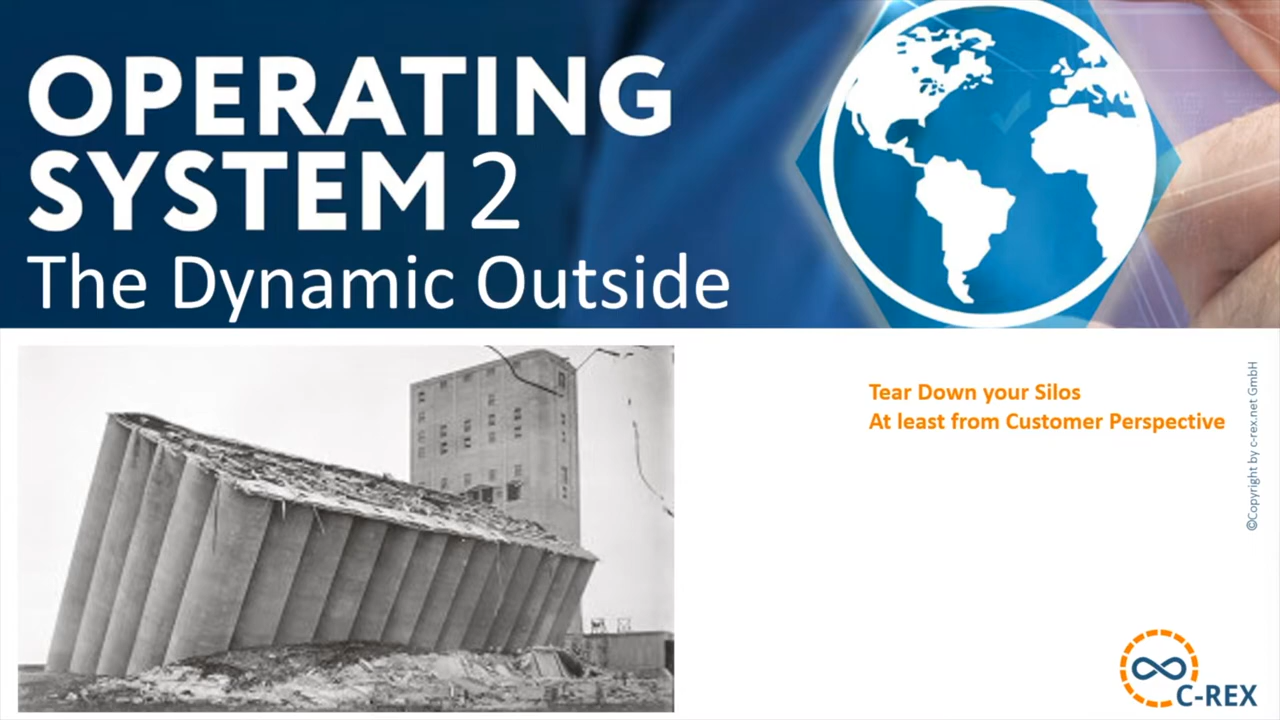 OPERATING
SYSTEM 2
The Dynamic Outside
Tear Down your Silos
At least from Customer Perspective
©Copyright by c-rex.net GmbH
C-REX